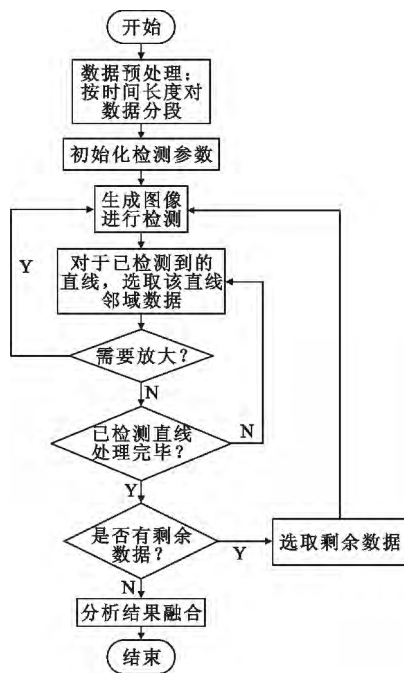 开始
数据预处理：
按时间长度对
数据分段
初始化检测参数
生成图像
进行检测
Y
对于已检测到的
直线，选取该直线
邻域数据
需要放大？
N
已检测直线
处理完毕？
N
Y
是否有剩余
数据？
Y
选取剩余数据
N
分析结果融合
结束